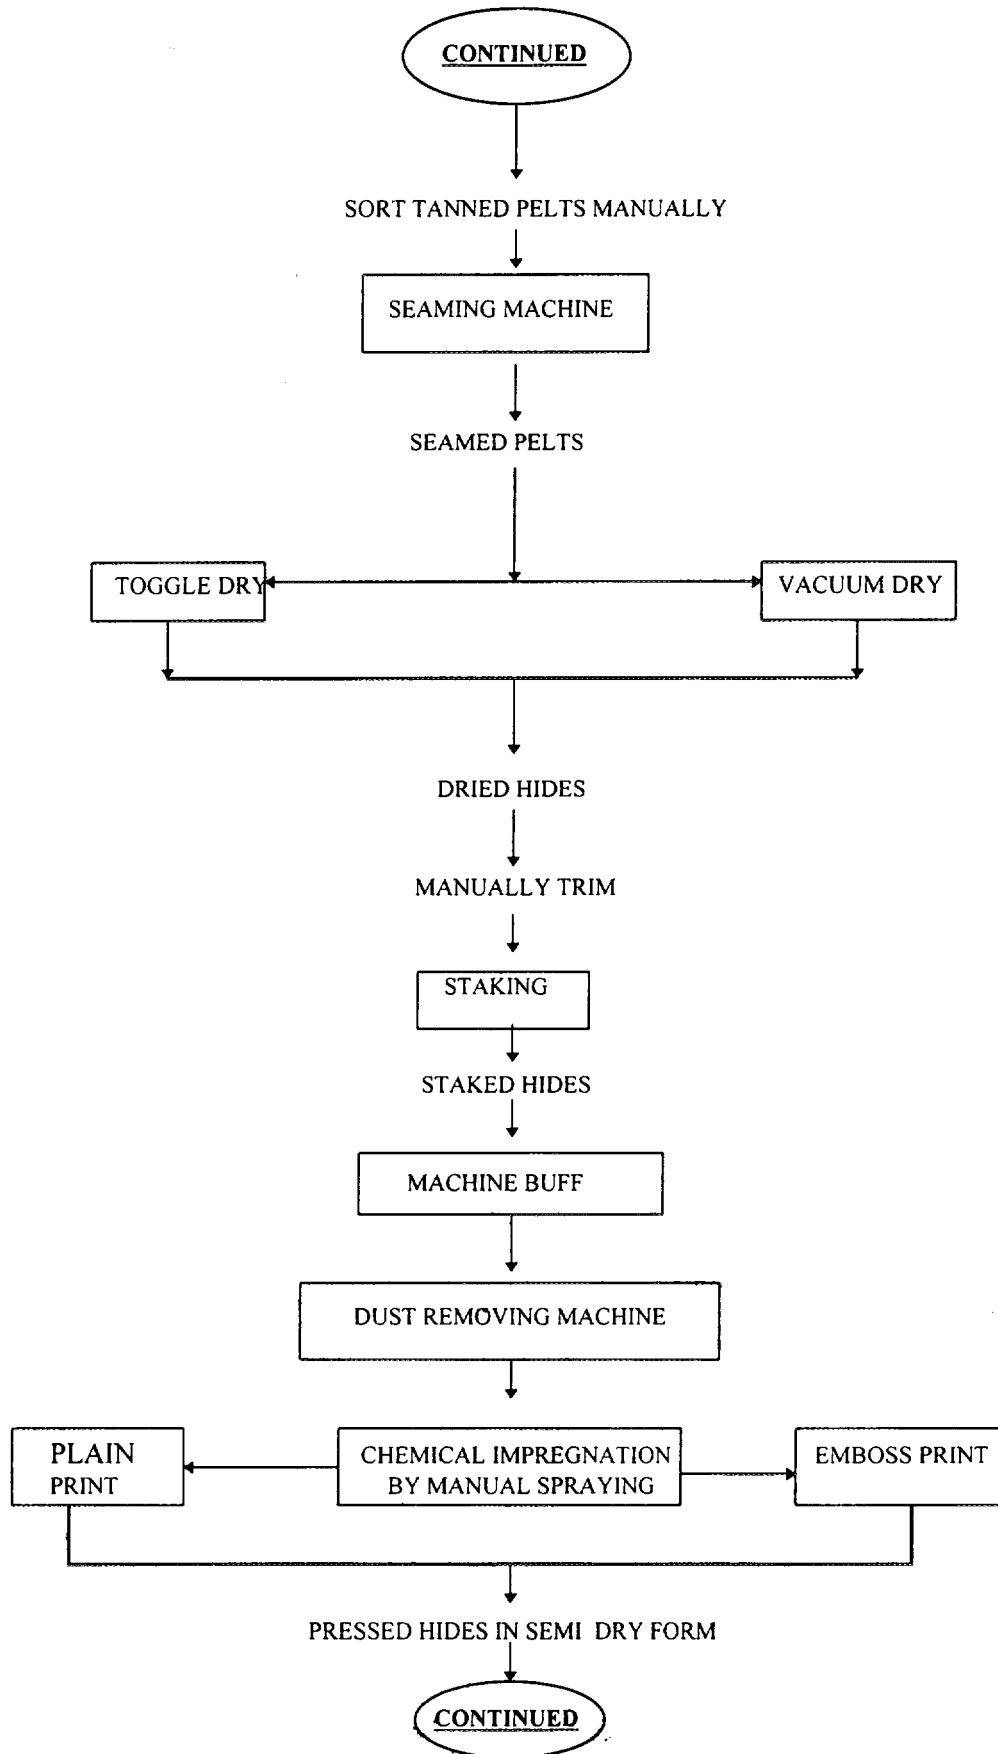 CONTINUED
SORT TANNED PELTS MANUALLY
SEAMING MACHINE
SEAMED PELTS
TOGGLE DRY
VACUUM DRY
DRIED HIDES
MANUALLY TRIM
STAKING
STAKED HIDES
MACHINE BUFF
DUST REMOVING MACHINE
PLAIN
PRINT
CHEMICAL IMPREGNATION
BY MANUAL SPRAYING
EMBOSS PRINT
PRESSED HIDES IN SEMI DRY FORM
CONTINUED